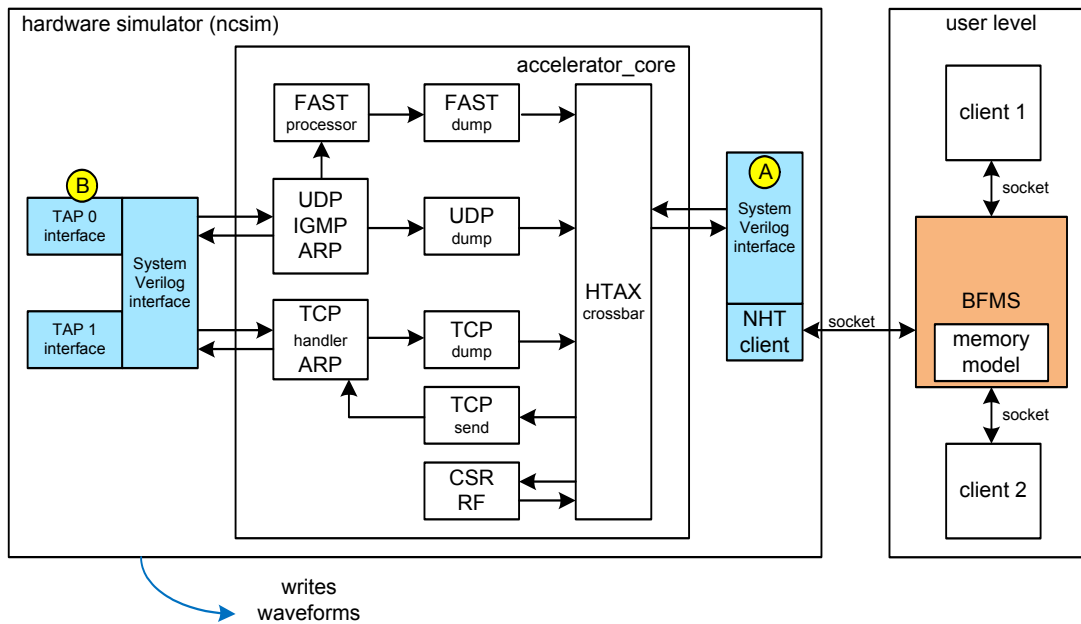 hardware simulator (ncsim)
user level
accelerator_core
FAST
processor
FAST
dump
client 1
B
A
socket
TAP 0
interface
System
Verilog
interface
UDP
IGMP
ARP
UDP
dump
System
Verilog
interface
HTAX
crossbar
BFMS
TAP 1
interface
TCP
handler
ARP
TCP
dump
NHT
client
socket
memory
model
TCP
send
socket
CSR
RF
client 2
writes
waveforms